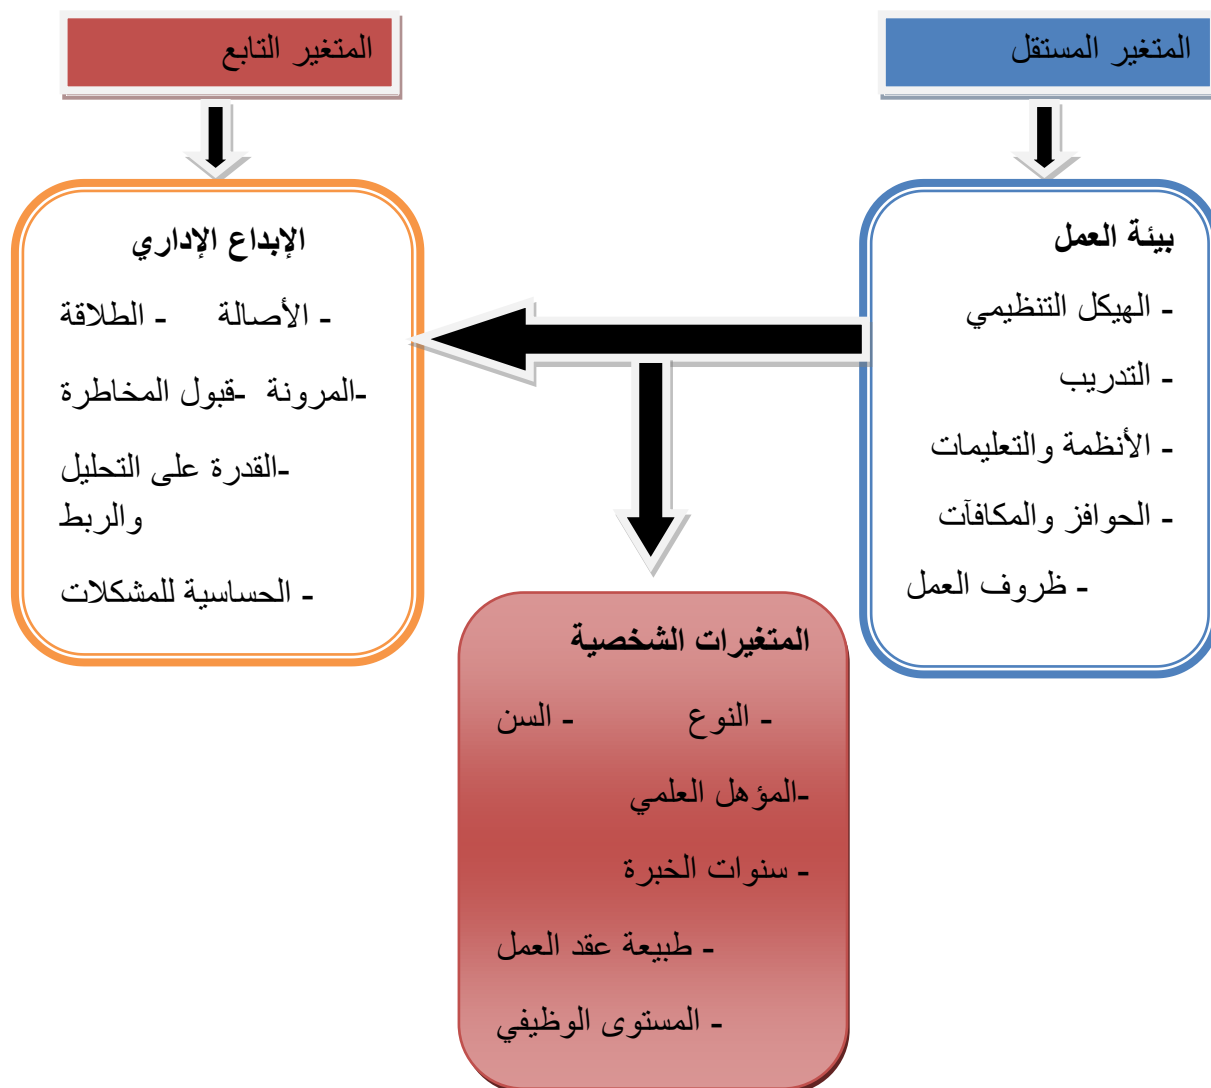 المتغير المستقل
بيئة العمل
- الهيكل التنظيمي
- التدريب
- الأنظمة والتعليمات
- الحوافز والمكافآت
- ظروف العمل
المتغير التابع
الإبداع الإداري
- الأصالة - الطلاقة
-المرونة -قبول المخاطرة
-القدرة على التحليل
والربط
- الحساسية للمشكلات
المتغيرات الشخصية
- النوع - السن
-المؤهل العلمي
- سنوات الخبرة
- طبيعة عقد العمل
- المستوى الوظيفي